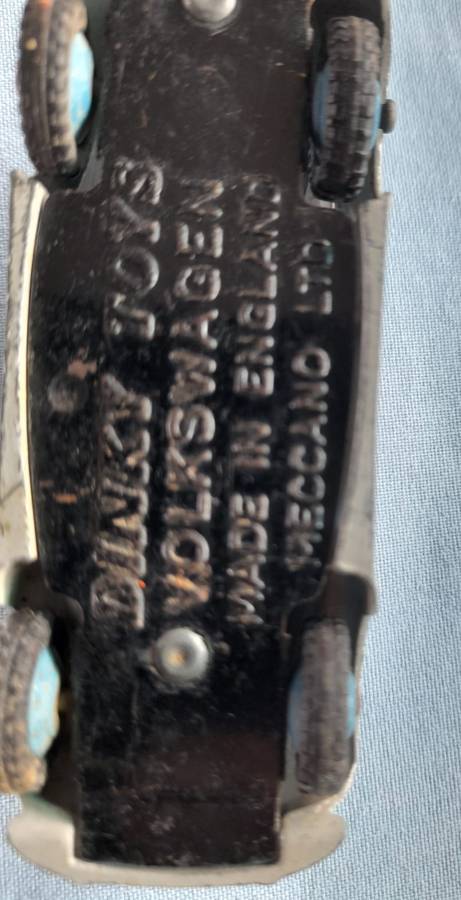 DINKY TOYS
VOLKSWAGEN
MADE IN ENGLAND
MECCANO LTD